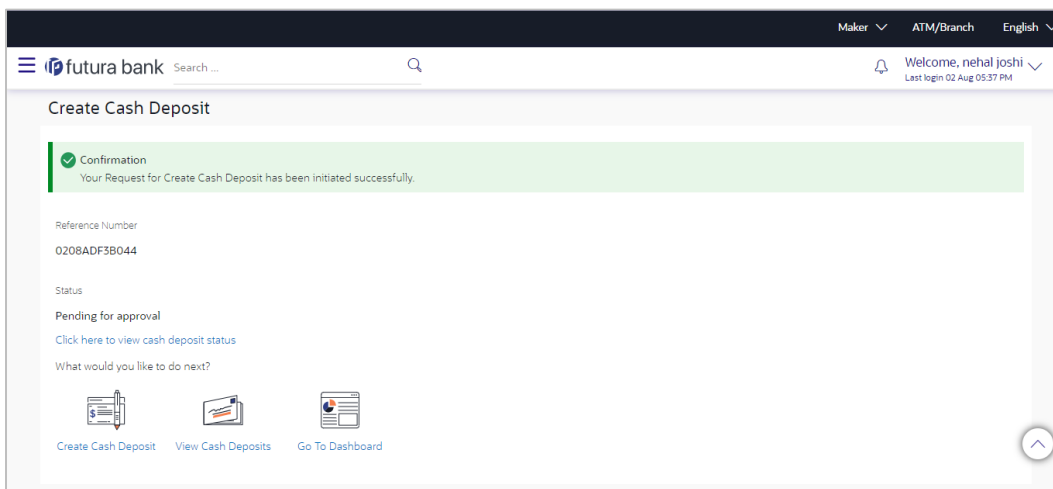 Maker ATM/Branch English
futura bank Search ... Welcome, nehal joshi
Last login 02 Aug 05:37 PM
Create Cash Deposit
Confirmation
Your Request for Create Cash Deposit has been initiated successfully.
Reference Number
0208ADF3B044
Status
Pending for approval
Click here to view cash deposit status
What would you like to do next?
$
Create Cash Deposit View Cash Deposits Go To Dashboard